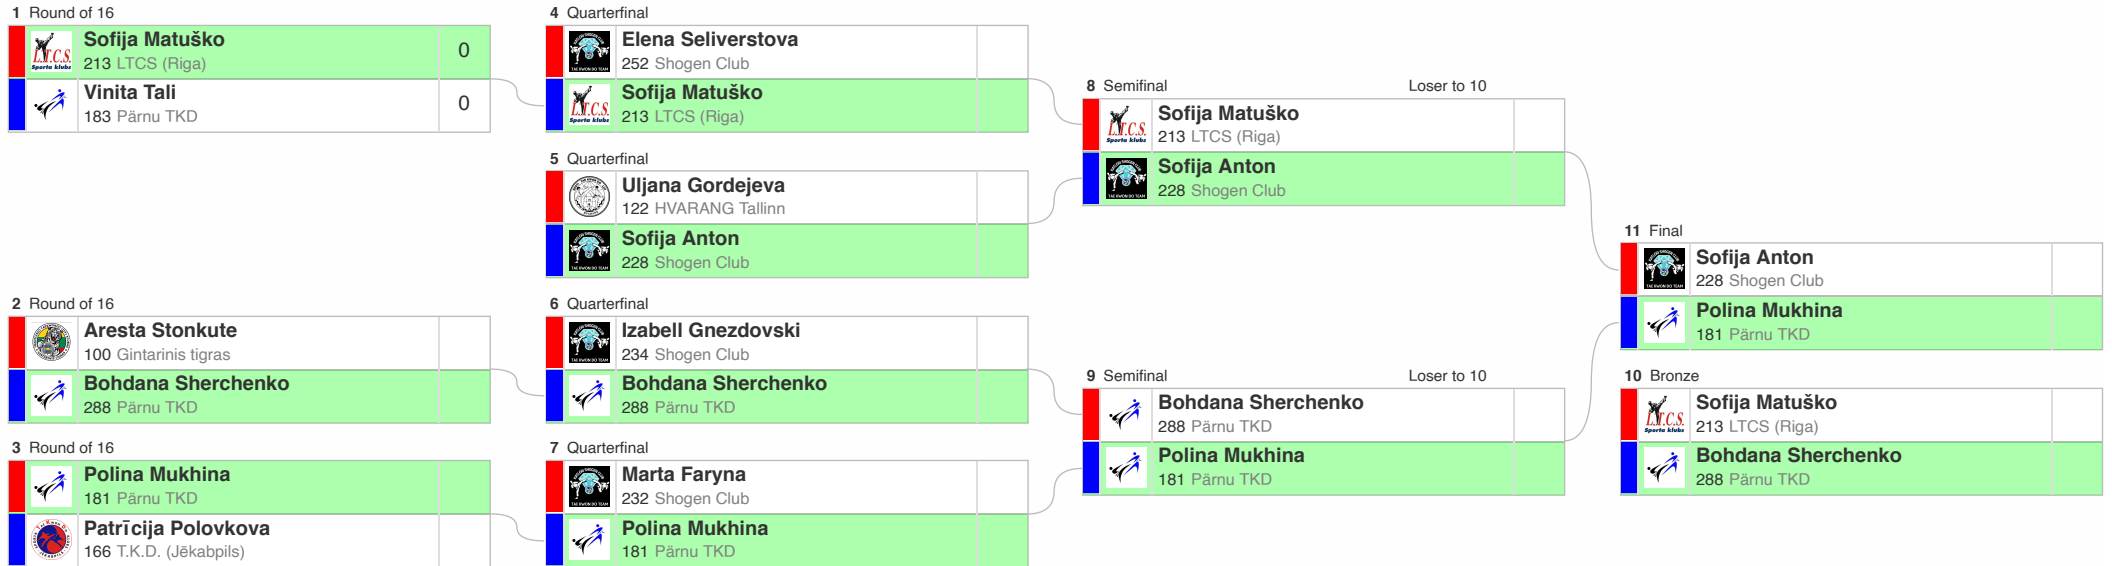 1 Round of 16
Sofija Matuško
213 LTCS (Riga)
0
Vinita Tali
183 Pärnu TKD
0
2 Round of 16
Aresta Stonkute
100 Gintarinis tigras
Bohdana Sherchenko
288 Pärnu TKD
3 Round of 16
Polina Mukhina
181 Pärnu TKD
Patrīcija Polovkova
166 T.K.D. (Jēkabpils)
4 Quarterfinal
Elena Seliverstova
252 Shogen Club
Sofija Matuško
213 LTCS (Riga)
5 Quarterfinal
Uljana Gordejeva
122 HVARANG Tallinn
Sofija Anton
228 Shogen Club
6 Quarterfinal
Izabell Gnezdovski
234 Shogen Club
Bohdana Sherchenko
288 Pärnu TKD
7 Quarterfinal
Marta Faryna
232 Shogen Club
Polina Mukhina
181 Pärnu TKD
8 Semifinal Loser to 10
Sofija Matuško
213 LTCS (Riga)
Sofija Anton
228 Shogen Club
9 Semifinal Loser to 10
Bohdana Sherchenko
288 Pärnu TKD
Polina Mukhina
181 Pärnu TKD
11 Final
Sofija Anton
228 Shogen Club
Polina Mukhina
181 Pärnu TKD
10 Bronze
Sofija Matuško
213 LTCS (Riga)
Bohdana Sherchenko
288 Pärnu TKD